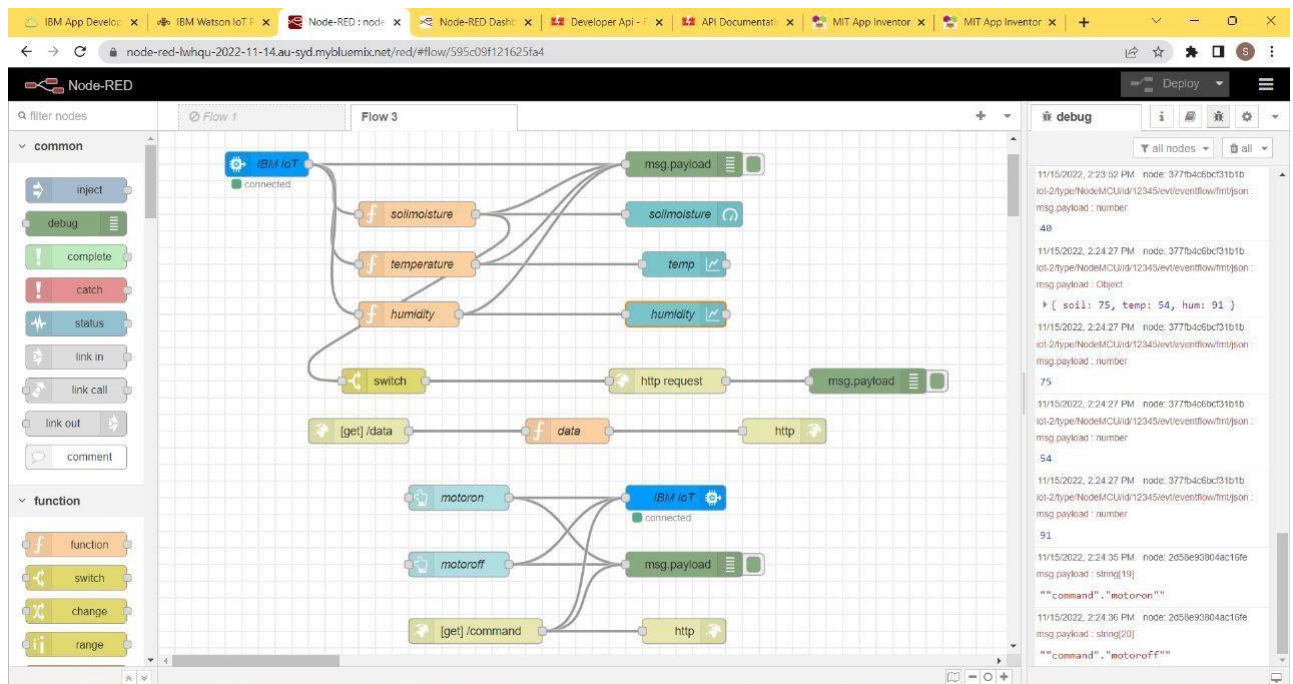 IBM App Develop
IBM Watson IoT P
Node-RED : node
Node-RED Dash
Developer Api - F
API Documentati
MIT App Inventor
MIT App Inventor
node-red-lwhqu-2022-11-14.au-syd.mybluemix.net/red/#flow/595c09f121625fa4
S
Node-RED
Deploy
filter nodes
Flow 1
Flow 3
debug
i
all nodes
all
common
inject
debug
complete
catch
status
link in
link call
link out
comment
function
function
switch
change
range
IBM IoT
connected
msg.payload
soilmoisture
soilmoisture
temperature
temp
humidity
humidity
switch
http request
msg.payload
[get] /data
data
http
motoron
IBM IoT
connected
motoroff
msg.payload
[get] /command
http
11/15/2022, 2:23:52 PM node: 377fb4c6bcf31b1b
iot-2/type/NodeMCU/id/12345/evt/eventflow/fmt/json :
msg.payload : number
40
11/15/2022, 2:24:27 PM node: 377fb4c6bcf31b1b
iot-2/type/NodeMCU/id/12345/evt/eventflow/fmt/json :
msg.payload : Object
{ soil: 75, temp: 54, hum: 91 }
11/15/2022, 2:24:27 PM node: 377fb4c6bcf31b1b
iot-2/type/NodeMCU/id/12345/evt/eventflow/fmt/json :
msg.payload : number
75
11/15/2022, 2:24:27 PM node: 377fb4c6bcf31b1b
iot-2/type/NodeMCU/id/12345/evt/eventflow/fmt/json :
msg.payload : number
54
11/15/2022, 2:24:27 PM node: 377fb4c6bcf31b1b
iot-2/type/NodeMCU/id/12345/evt/eventflow/fmt/json :
msg.payload : number
91
11/15/2022, 2:24:35 PM node: 2d58e93804ac16fe
msg.payload : string[19]
""command"."motoron""
11/15/2022, 2:24:36 PM node: 2d58e93804ac16fe
msg.payload : string[20]
""command"."motoroff""